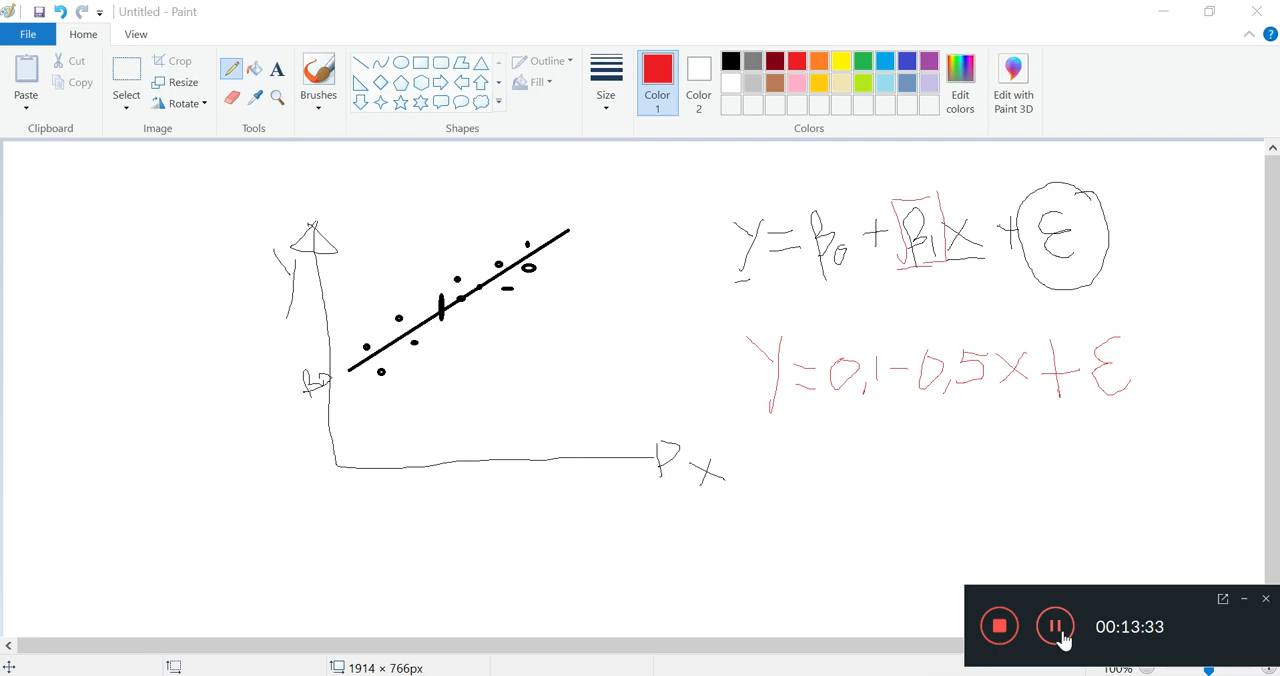 Untitled - Paint
File Home View
Cut
Copy
Paste
Clipboard
Select
Crop
Resize
Rotate
Image
Tools
Brushes
Outline
Fill
Shapes
Size
Color 1
Color 2
Edit colors
Edit with Paint 3D
Colors
Y
β0
X
y=β₀ + β₁x + ε
Y=0,1-0,5x+ε
00:13:33
1914 × 766px
100%